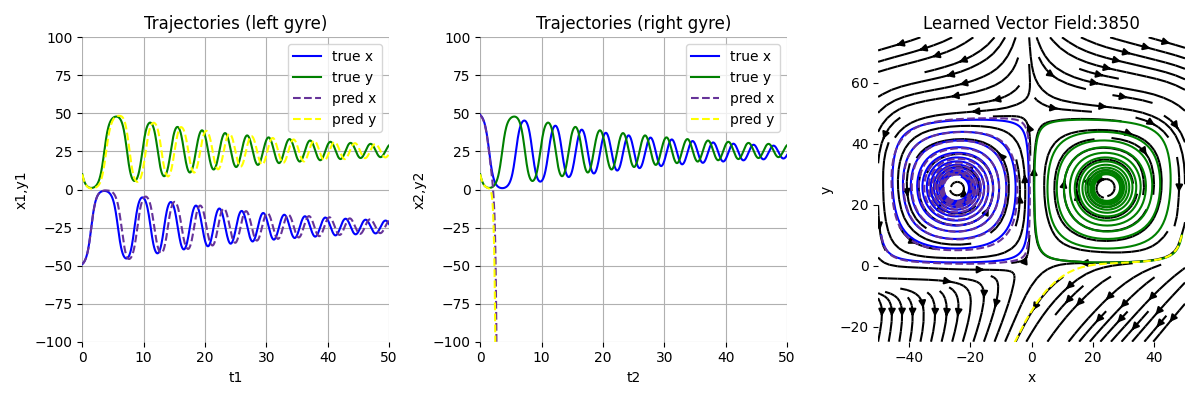 Trajectories (left gyre)
100
75
50
25
0
−25
−50
−75
−100
x1,y1
0
10
20
30
40
50
t1
true x
true y
pred x
pred y
Trajectories (right gyre)
100
75
50
25
0
−25
−50
−75
−100
x2,y2
0
10
20
30
40
50
t2
true x
true y
pred x
pred y
Learned Vector Field:3850
60
40
20
0
−20
y
−40
−20
0
20
40
x